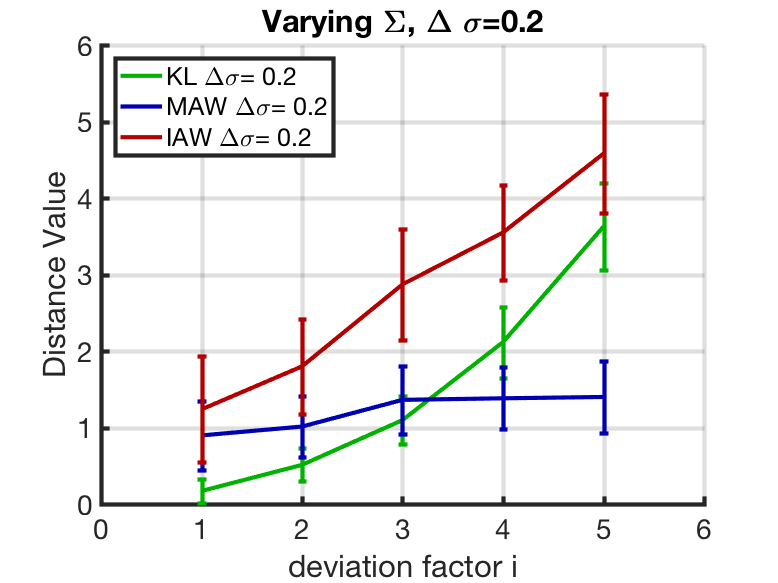 Varying Σ, Δ σ=0.2
KL Δσ= 0.2
MAW Δσ= 0.2
IAW Δσ= 0.2
Distance Value
6
5
4
3
2
1
0
0 1 2 3 4 5 6
deviation factor i